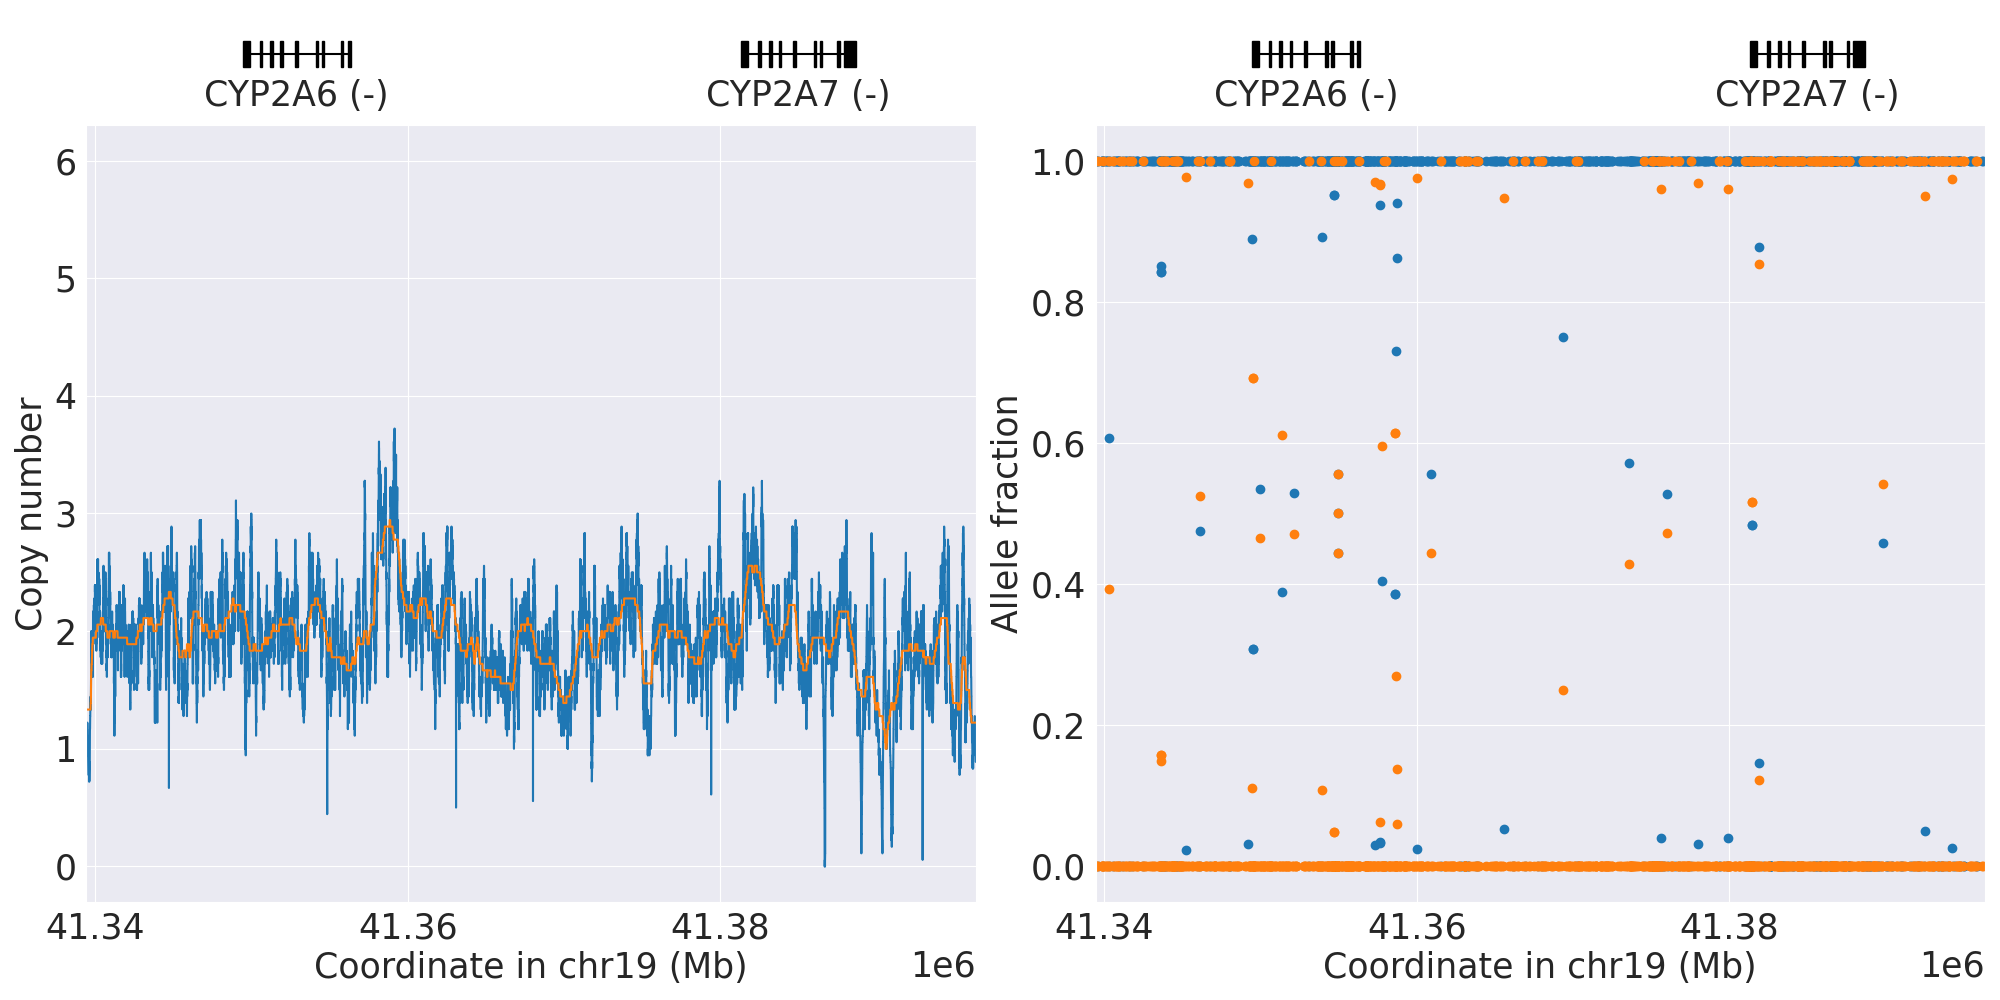 CYP2A6 (-)
CYP2A7 (-)
Copy number
6
5
4
3
2
1
0
41.34
41.36
41.38
Coordinate in chr19 (Mb)
1e6
CYP2A6 (-)
CYP2A7 (-)
Allele fraction
1.0
0.8
0.6
0.4
0.2
0.0
41.34
41.36
41.38
Coordinate in chr19 (Mb)
1e6